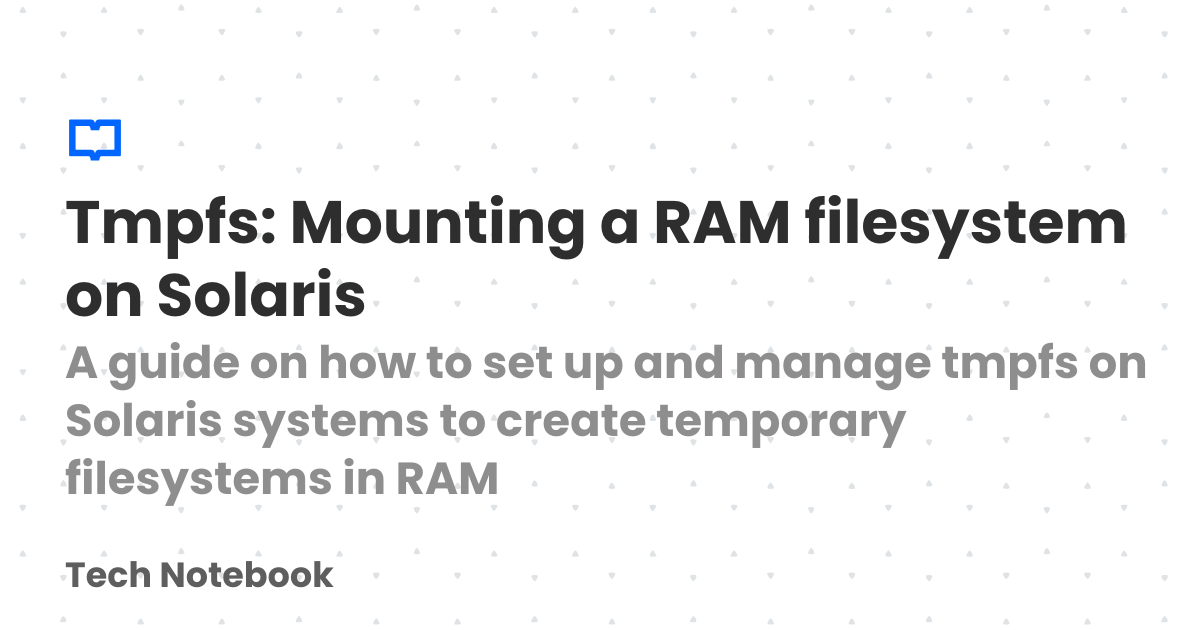 Tmpfs: Mounting a RAM filesystem
on Solaris
A guide on how to set up and manage tmpfs on
Solaris systems to create temporary
filesystems in RAM
Tech Notebook